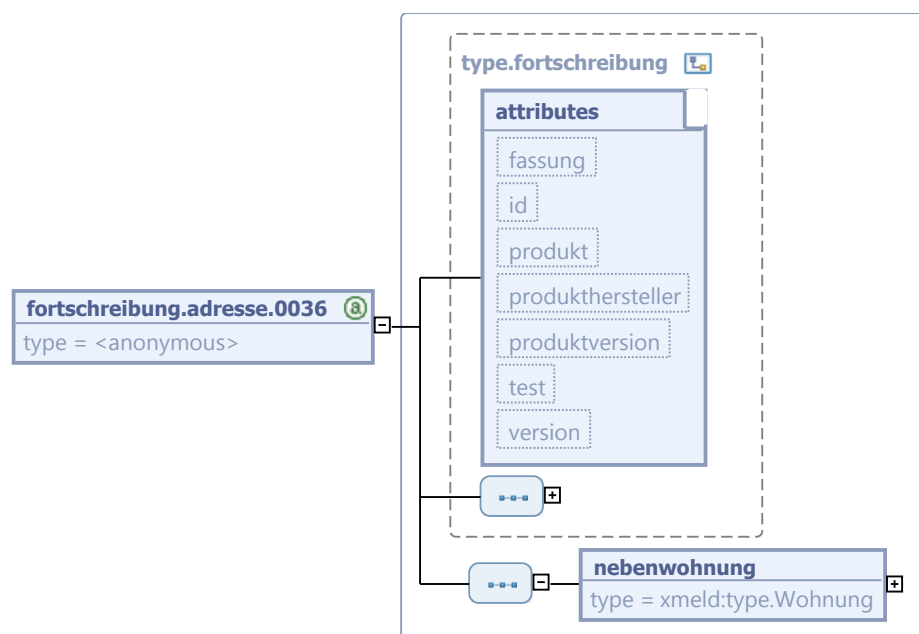 type.fortschreibung
attributes
fassung
id
produkt
produkthersteller
produktversion
test
version
fortschreibung.adresse.0036 a
type = <anonymous>
nebenwohnung
type = xmeld:type.Wohnung